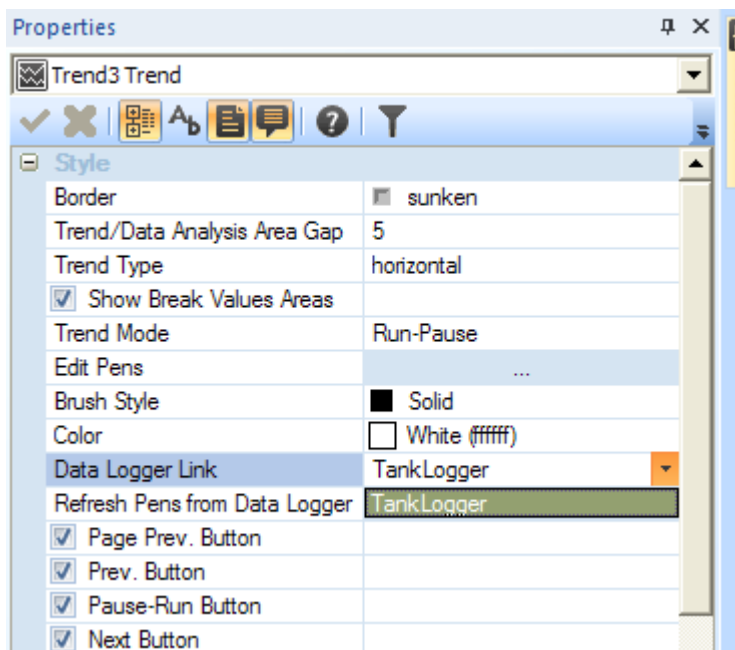 Properties
Trend3 Trend
Ab
Style
Border sunken
Trend/Data Analysis Area Gap 5
Trend Type horizontal
Show Break Values Areas
Trend Mode Run-Pause
Edit Pens ...
Brush Style Solid
Color White (ffffff)
Data Logger Link TankLogger
Refresh Pens from Data Logger TankLogger
Page Prev. Button
Prev. Button
Pause-Run Button
Next Button